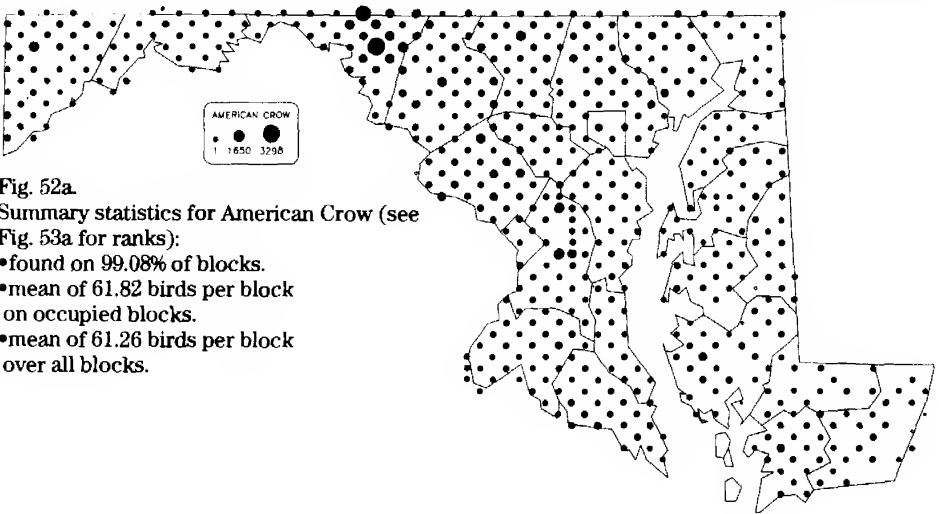 AMERICAN CROW
1 1650 3298
Fig. 52a.
Summary statistics for American Crow (see
Fig. 53a for ranks):
•found on 99.08% of blocks.
•mean of 61.82 birds per block
on occupied blocks.
•mean of 61.26 birds per block
over all blocks.